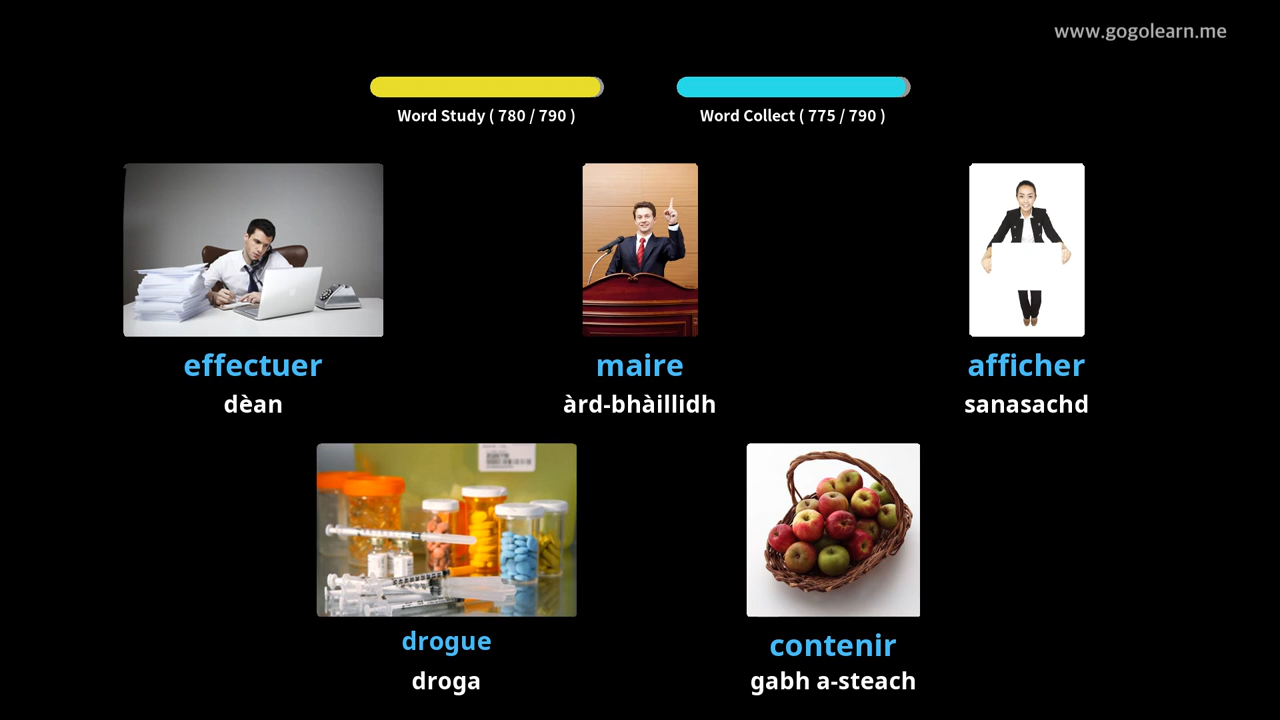 www.gogolearn.me
Word Study ( 780 / 790 )
Word Collect ( 775 / 790 )
effectuer
dèan
maire
àrd-bhàillidh
afficher
sanasachd
drogue
droga
contenir
gabh a-steach